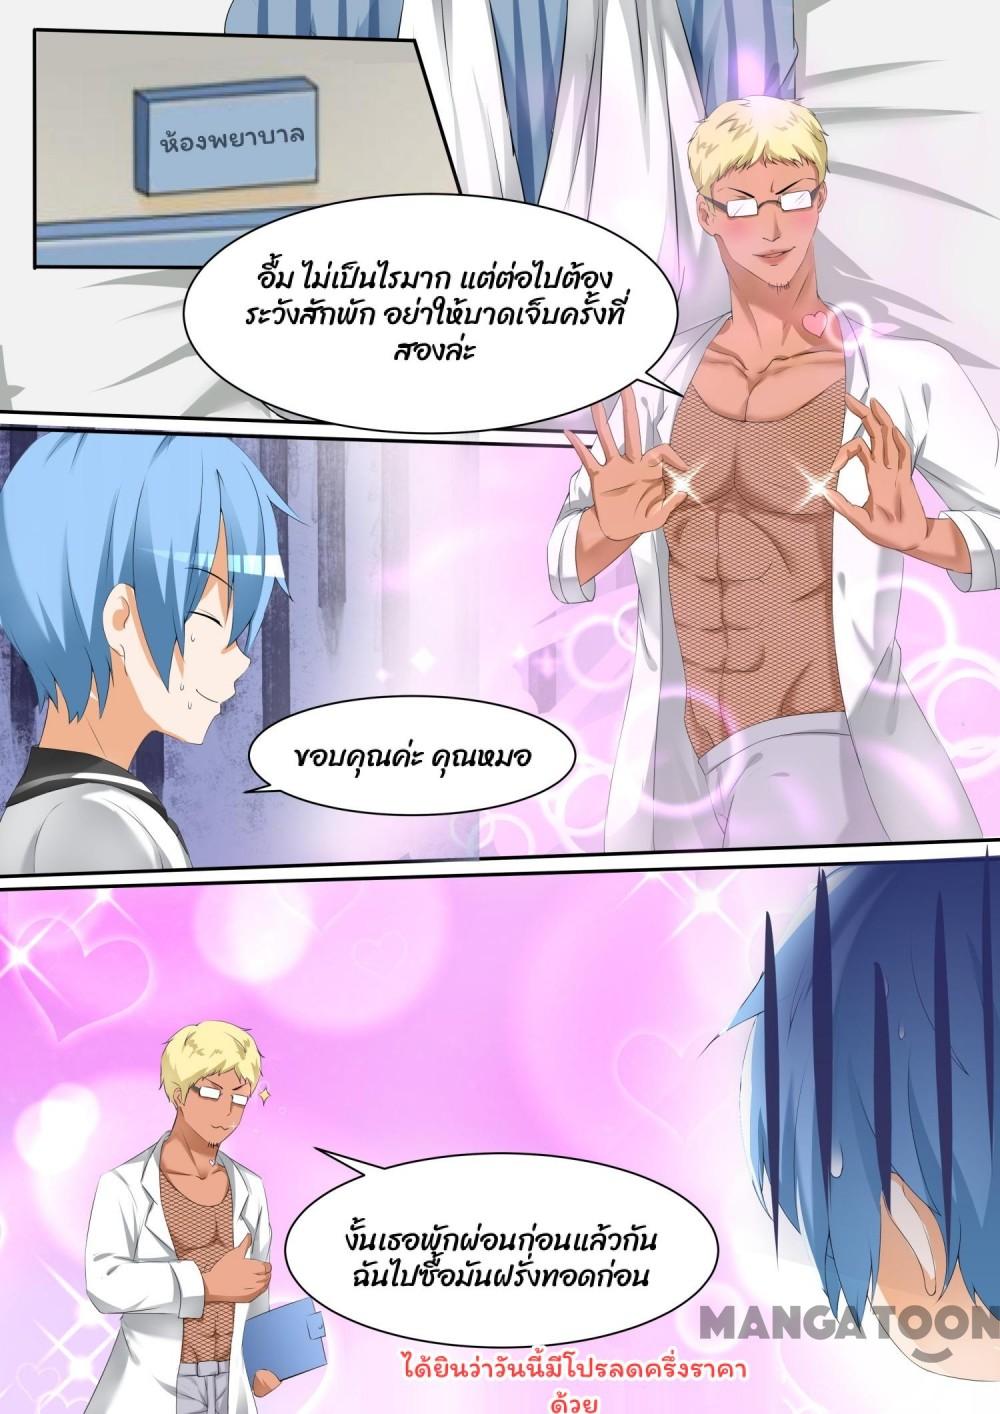 ห้องพยาบาล
อื้ม ไม่เป็นไรมาก แต่ต่อไปต้อง
ระวังสักพัก อย่าให้บาดเจ็บครั้งที่
สองล่ะ
ขอบคุณค่ะ คุณหมอ
งั้นเธอพักผ่อนก่อนแล้วกัน
ฉันไปซื้อมันฝรั่งทอดก่อน
MANGATOON
ได้ยินว่าวันนี้มีโปรลดครึ่งราคา
ด้วย